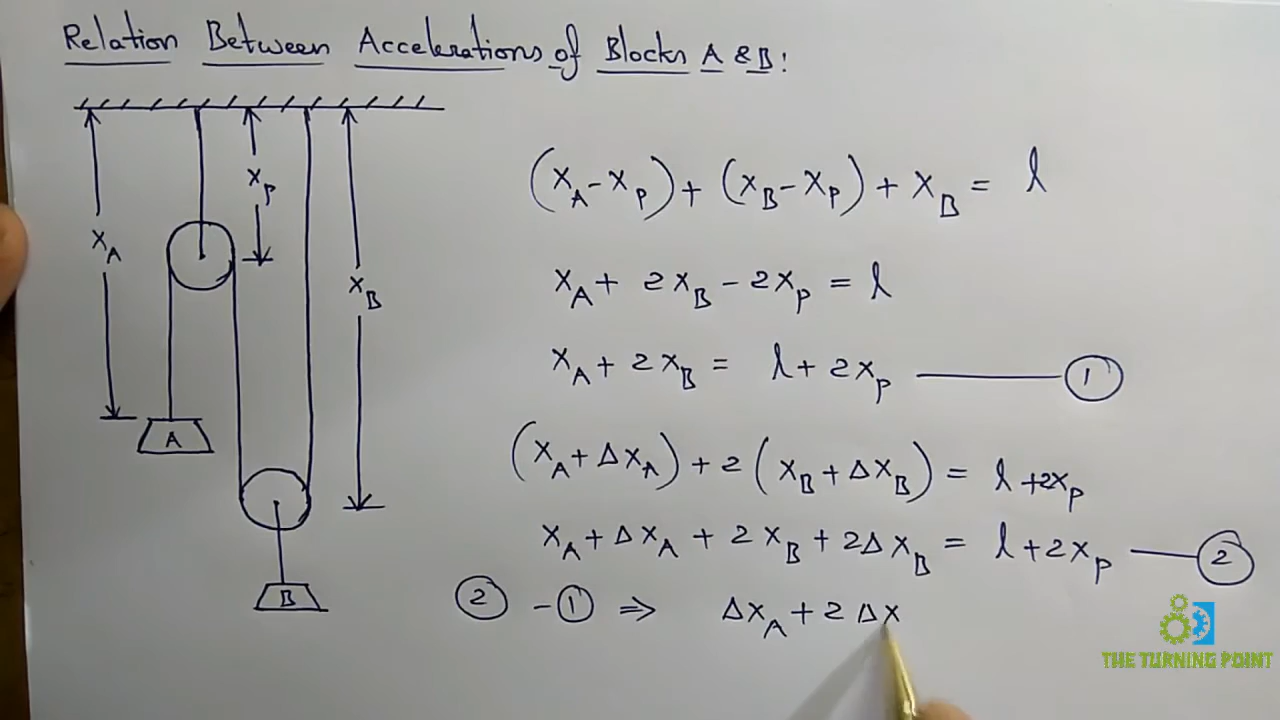 Relation Between Accelerations of Blocks A & B:
x_P
x_A
x_B
A
B
(x_A - x_P) + (x_B - x_P) + x_B = l
x_A + 2x_B - 2x_P = l
x_A + 2x_B = l + 2x_P —— ①
(x_A + Δx_A) + 2(x_B + Δx_B) = l + 2x_P
x_A + Δx_A + 2x_B + 2Δx_B = l + 2x_P —— ②
② - ① ⇒ Δx_A + 2Δx
THE TURNING POINT